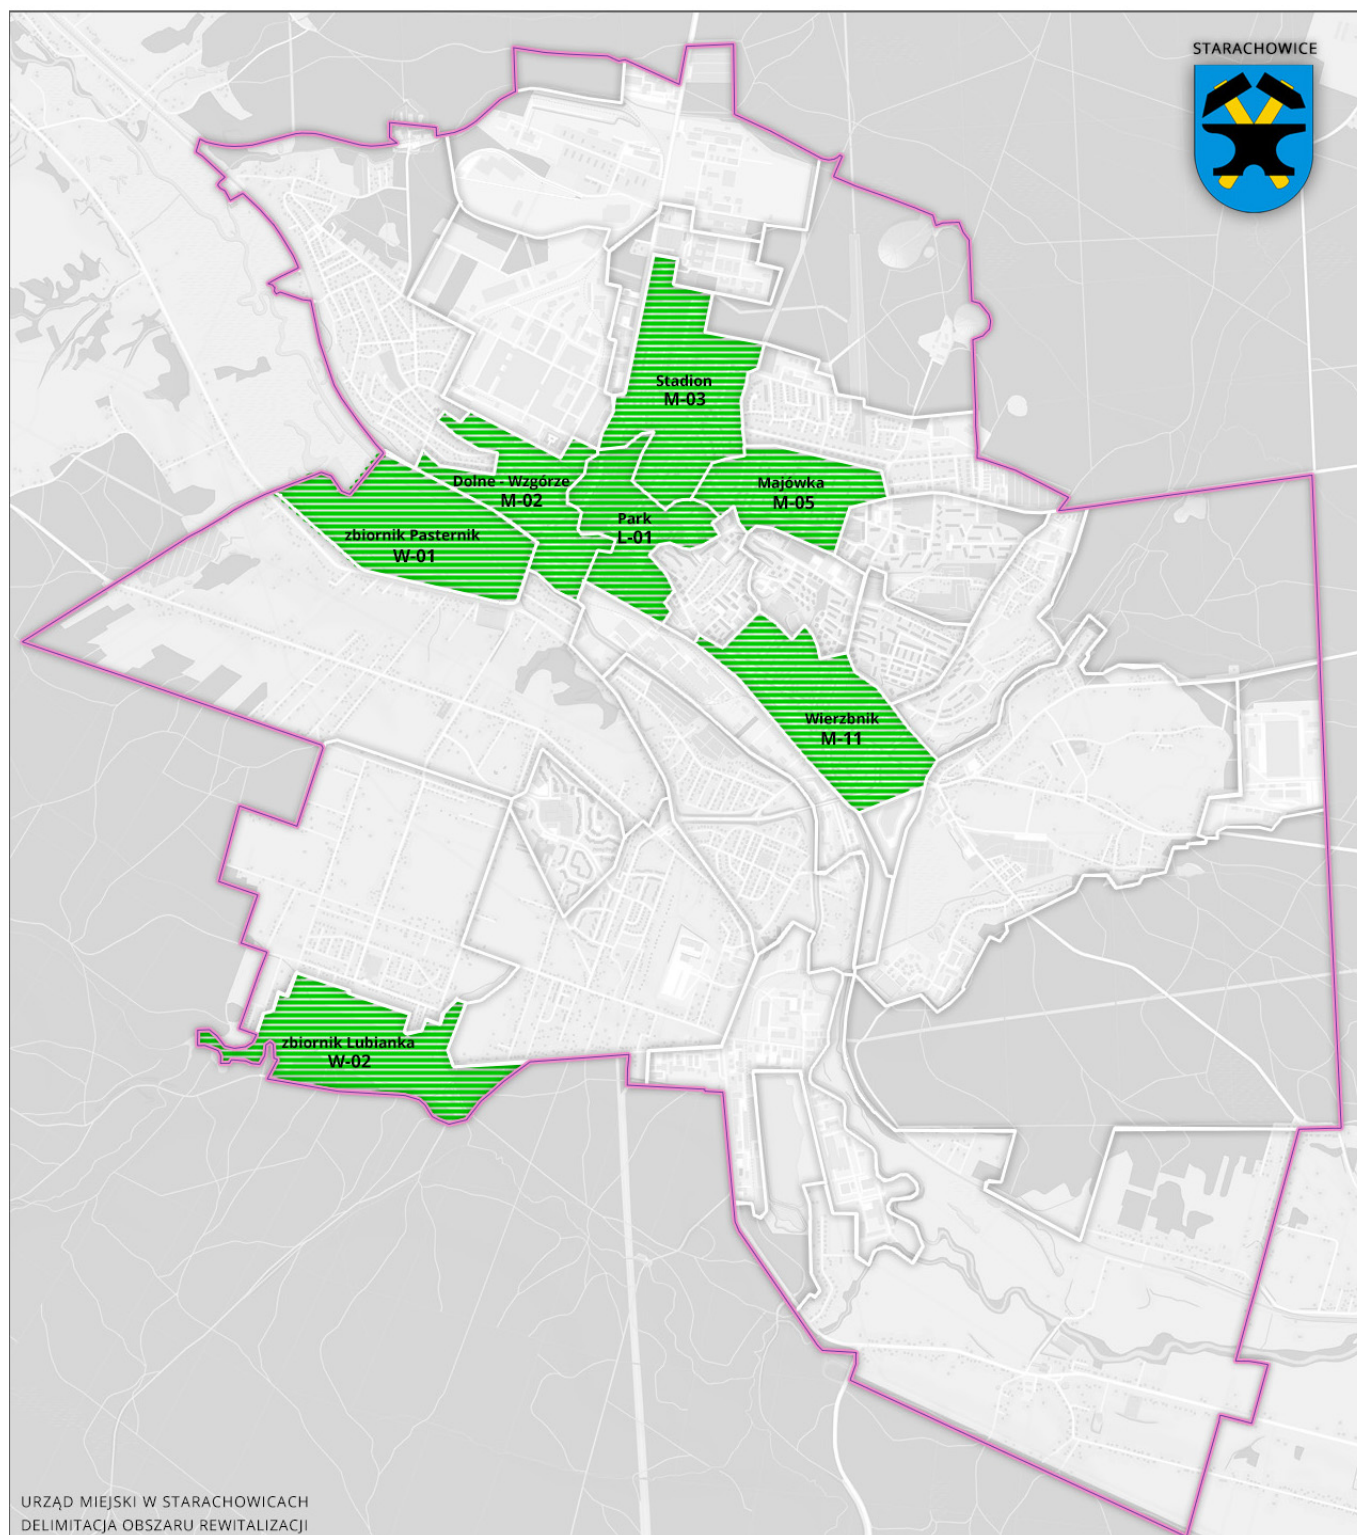 STARACHOWICE
Stadion
M-03
Dolne - Wzgórze
M-02
Majówka
M-05
Park
L-01
zbiornik Pasternik
W-01
Wierzbnik
M-11
zbiornik Lubianka
W-02
URZĄD MIEJSKI W STARACHOWICACH
DELIMITACJA OBSZARU REWITALIZACJI